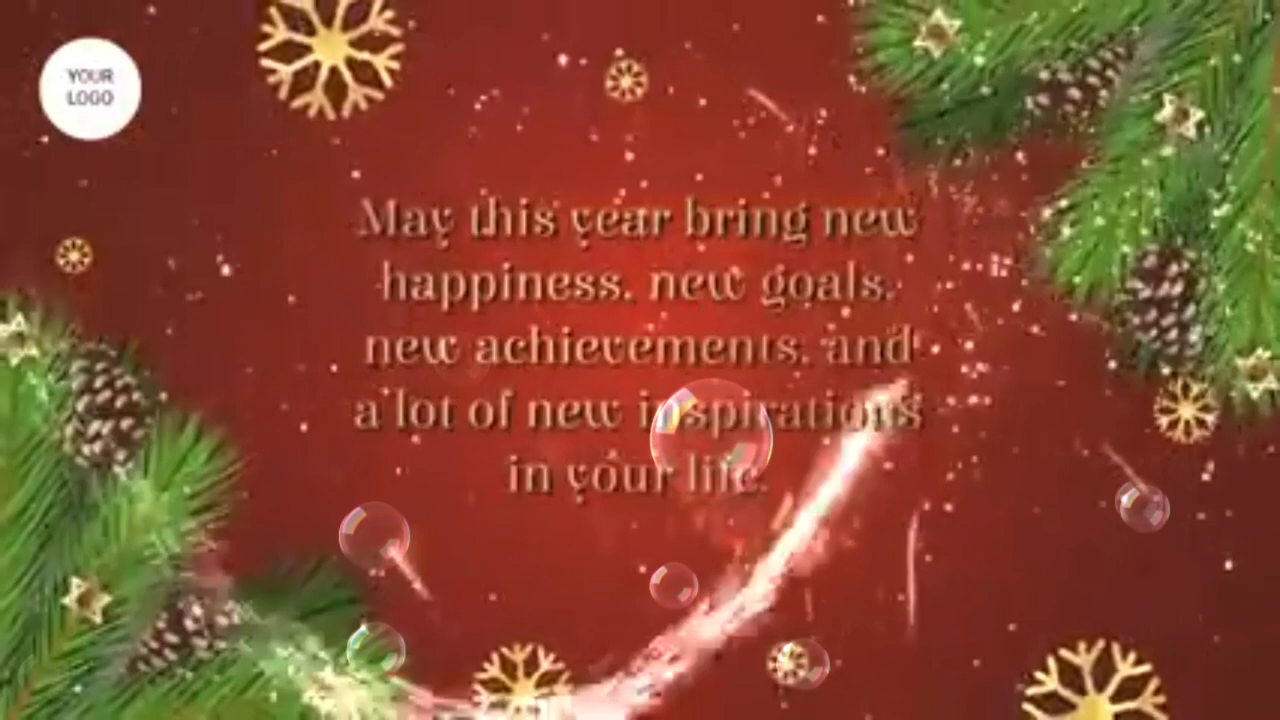 YOUR
LOGO
May this year bring new
happiness, new goals,
new achievements, and
a lot of new inspirations
in your life.